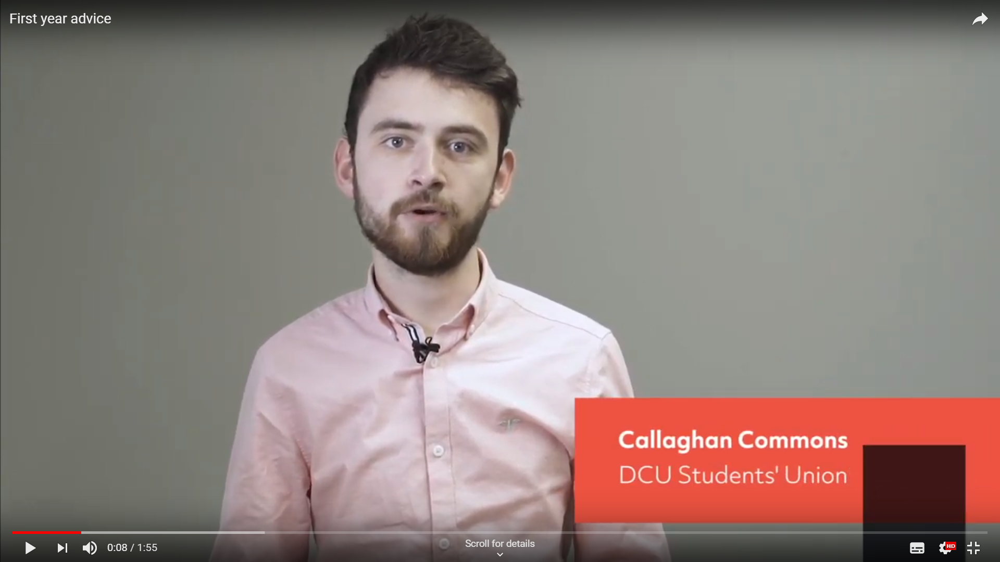 First year advice
Callaghan Commons
DCU Students' Union
Scroll for details
0:08 / 1:55
HD